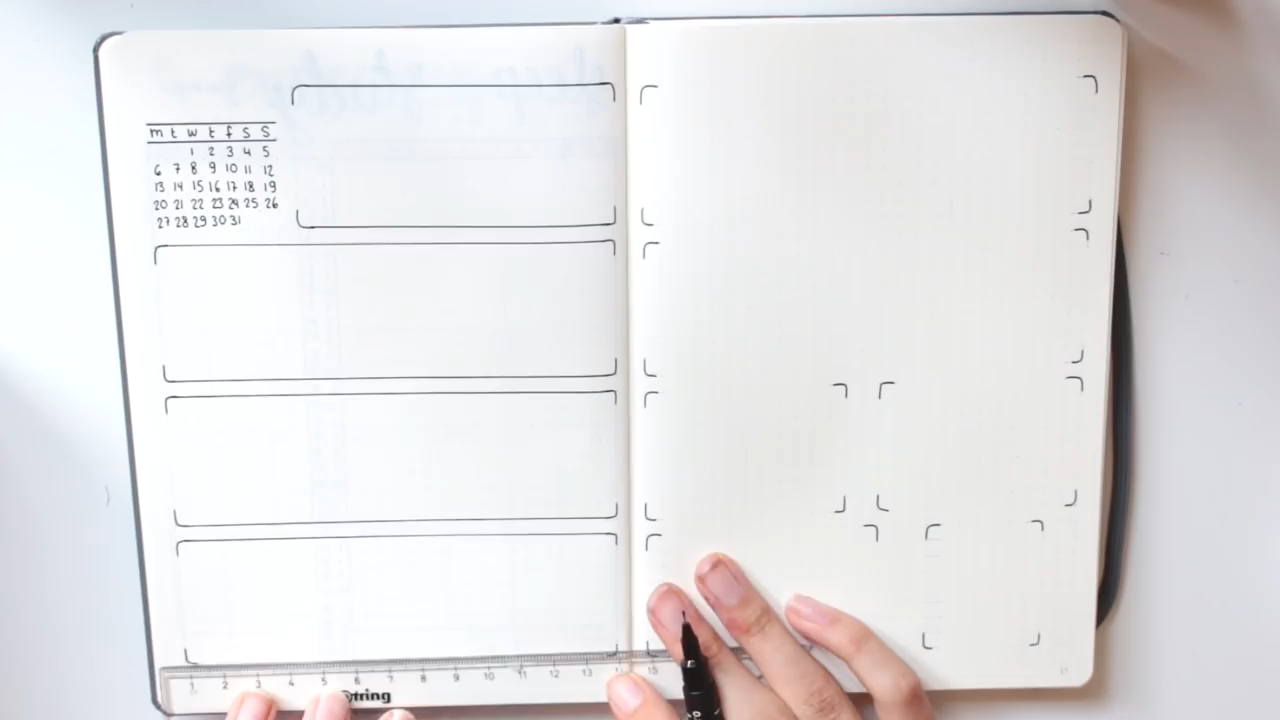 m t w t f s s
1 2 3 4 5
6 7 8 9 10 11 12
13 14 15 16 17 18 19
20 21 22 23 24 25 26
27 28 29 30 31
1 2 3 4 5 6 7 8 9 10 11 12 13 15